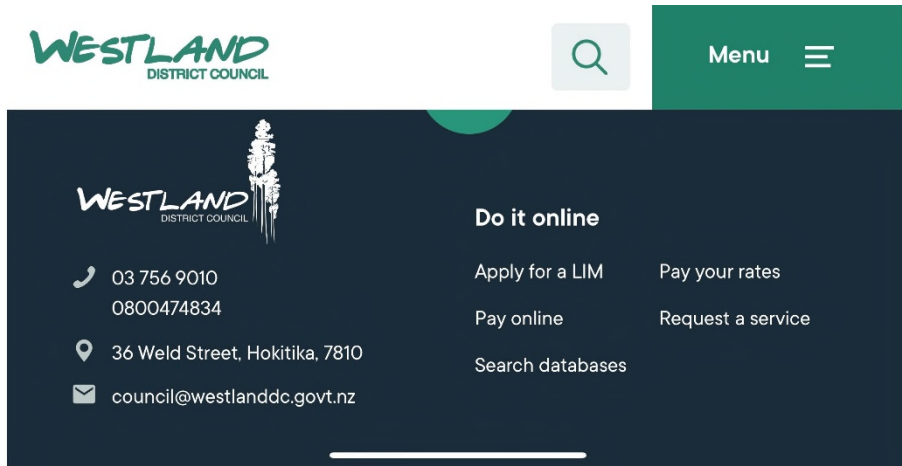 WESTLAND
DISTRICT COUNCIL
Menu
WESTLAND
DISTRICT COUNCIL
03 756 9010
0800474834
36 Weld Street, Hokitika, 7810
council@westlanddc.govt.nz
Do it online
Apply for a LIM
Pay your rates
Pay online
Request a service
Search databases